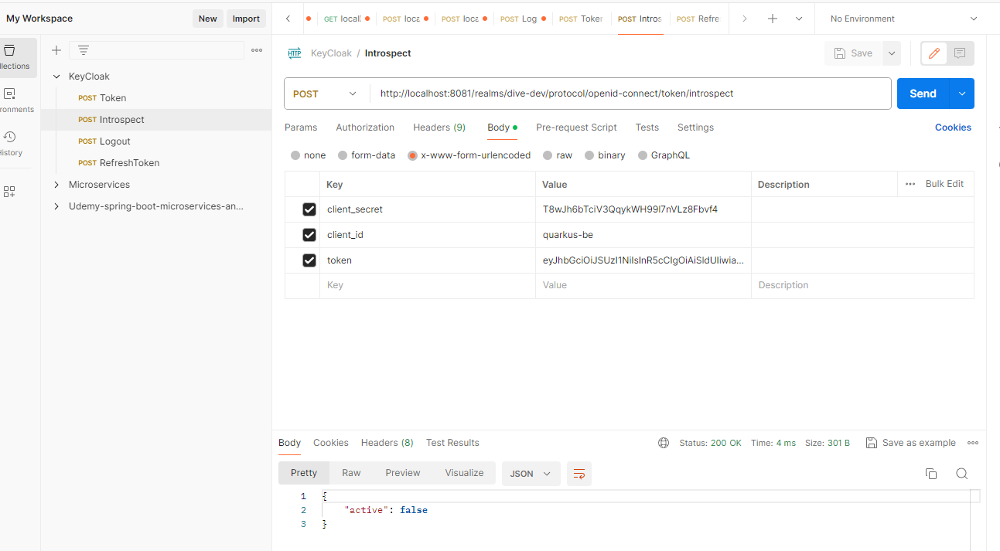 My Workspace New Import
GET local POST loca POST loca POST Log POST Token POST Intros POST Refre No Environment
llections
ronments
History
KeyCloak
POST Token
POST Introspect
POST Logout
POST RefreshToken
Microservices
Udemy-spring-boot-microservices-an...
HTTP KeyCloak / Introspect Save
POST http://localhost:8081/realms/dive-dev/protocol/openid-connect/token/introspect Send
Params Authorization Headers (9) Body Pre-request Script Tests Settings Cookies
none form-data x-www-form-urlencoded raw binary GraphQL
Key Value Description Bulk Edit
client_secret T8wJh6bTciV3QqykWH99l7nVLz8Fbvf4
client_id quarkus-be
token eyJhbGciOiJSUzI1NiIsInR5cCIgOiAiSldUIiwia...
Key Value Description
Body Cookies Headers (8) Test Results Status: 200 OK Time: 4 ms Size: 301 B Save as example
Pretty Raw Preview Visualize JSON
1 {
2 "active": false
3 }